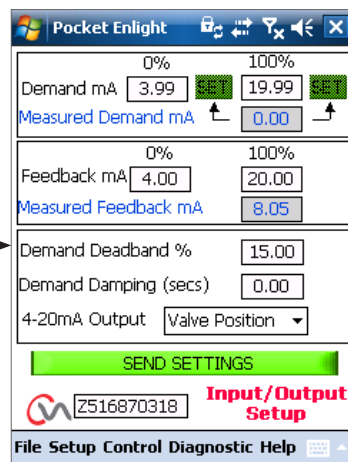 Pocket Enlight
0% 100%
Demand mA 3.99 SET 19.99 SET
Measured Demand mA 0.00
0% 100%
Feedback mA 4.00 20.00
Measured Feedback mA 8.05
Demand Deadband % 15.00
Demand Damping (secs) 0.00
4-20mA Output Valve Position
SEND SETTINGS
Z516870318 Input/Output
Setup
File Setup Control Diagnostic Help